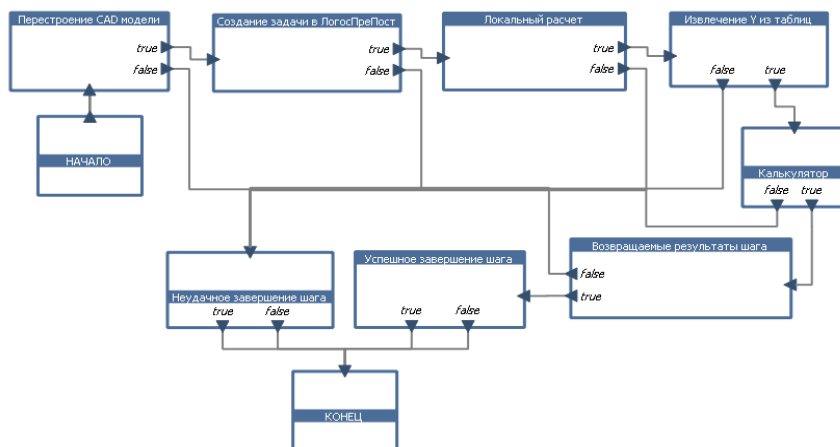 Перестроение CAD модели
true
false
Создание задачи в ЛогосПреПост
true
false
Локальный расчет
true
false
Извлечение Y из таблиц
false true
НАЧАЛО
Калькулятор
false true
Неудачное завершение шага
true false
Успешное завершение шага
true false
Возвращаемые результаты шага
false
true
КОНЕЦ